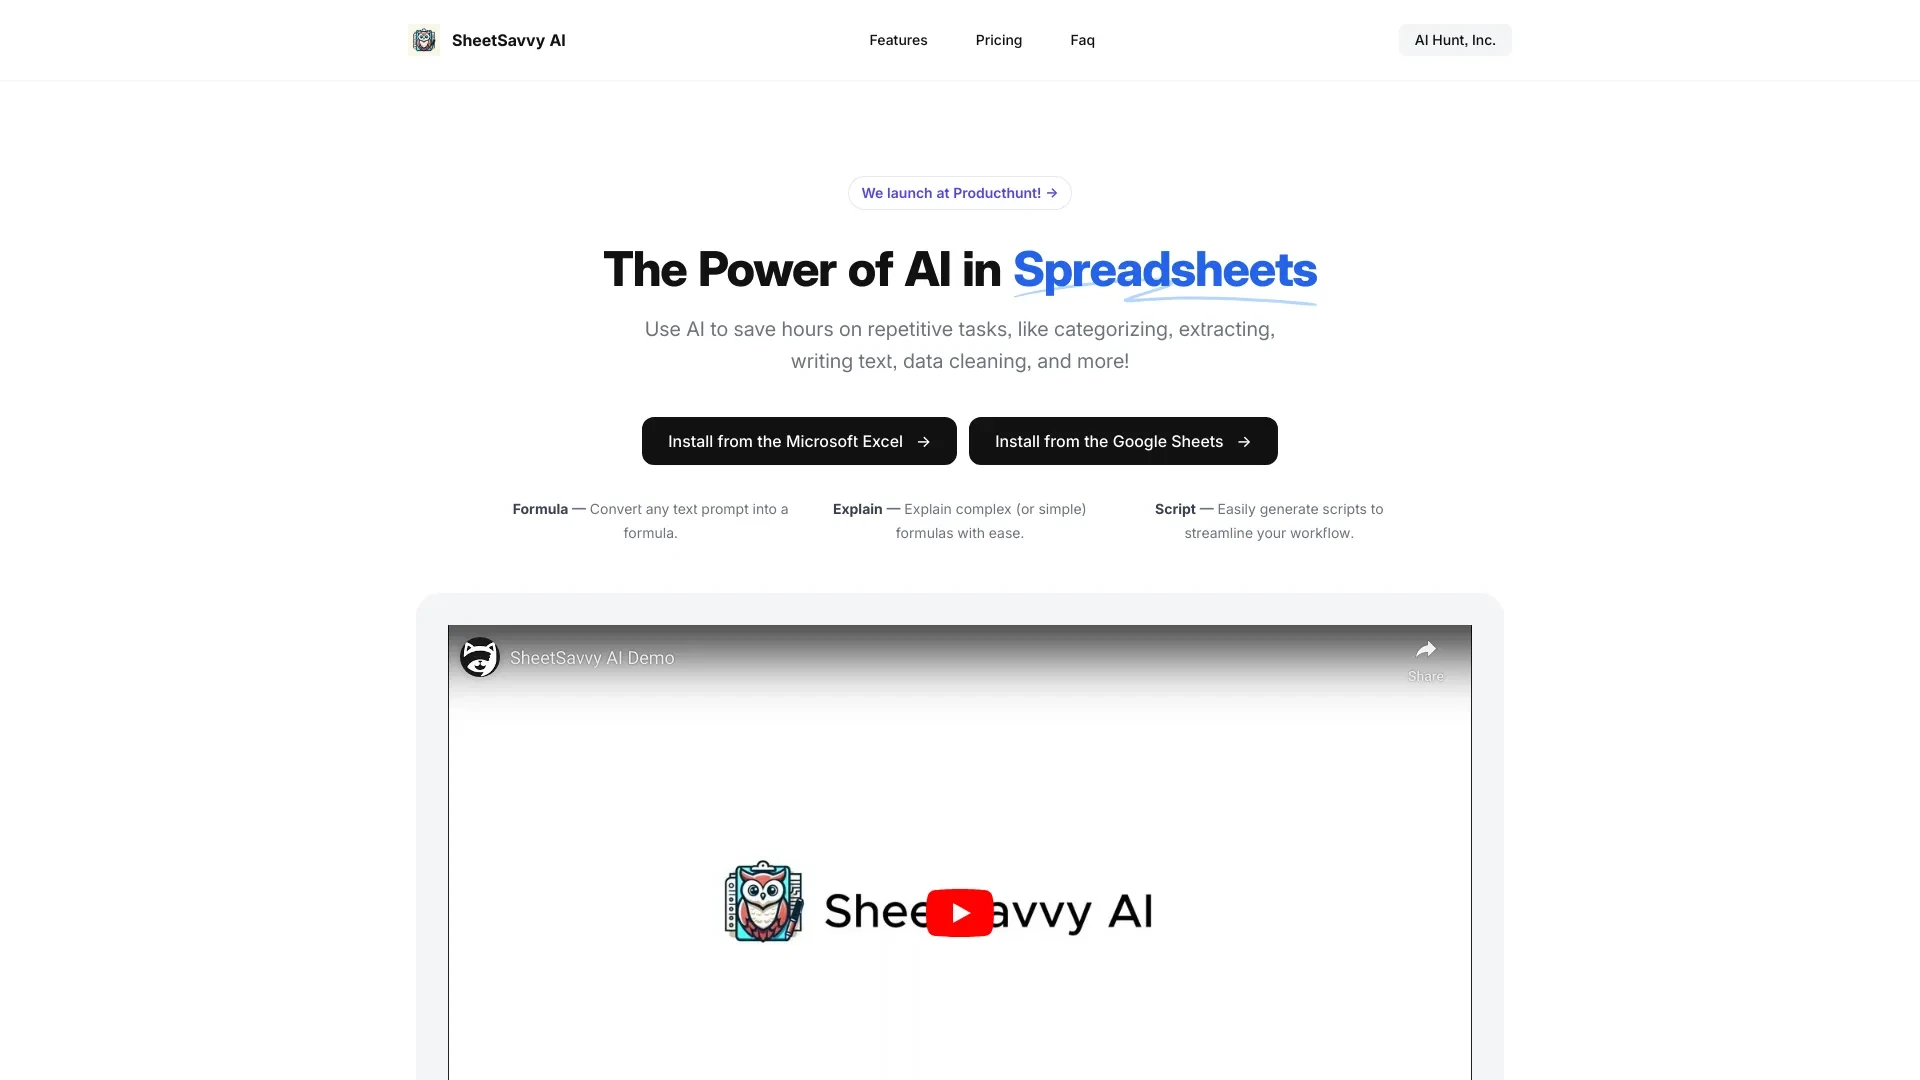 SheetSavvy AI
Features
Pricing
Faq
AI Hunt, Inc.
We launch at Producthunt! →
The Power of AI in Spreadsheets
Use AI to save hours on repetitive tasks, like categorizing, extracting,
writing text, data cleaning, and more!
Install from the Microsoft Excel →
Install from the Google Sheets →
Formula — Convert any text prompt into a
formula.
Explain — Explain complex (or simple)
formulas with ease.
Script — Easily generate scripts to
streamline your workflow.
SheetSavvy AI Demo
Share
SheetSavvy AI